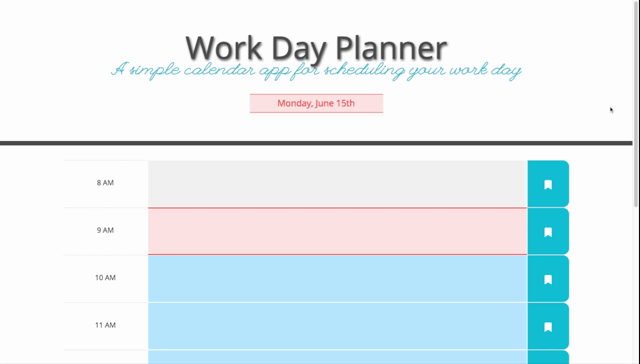 Work Day Planner
A simple calendar app for scheduling your work day
Monday, June 15th
8 AM
9 AM
10 AM
11 AM